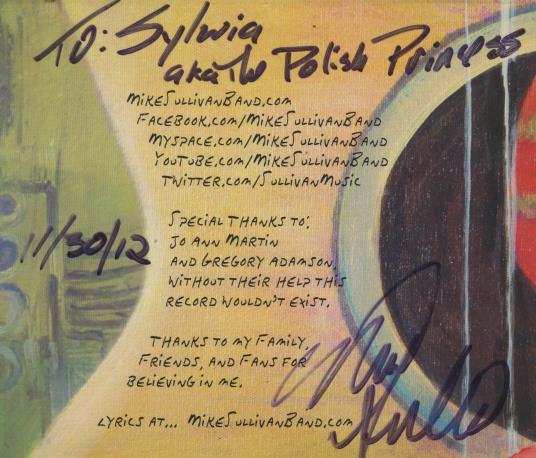 To: Sylwia
aka The Polish Princess
MikeSullivanBand.com
Facebook.com/MikeSullivanBand
Myspace.com/MikeSullivanBand
YouTube.com/MikeSullivanBand
Twitter.com/SullivanMusic
11/30/12
Special thanks to:
Jo Ann Martin
and Gregory Adamson,
without their help this
record wouldn't exist.
Thanks to my family,
friends, and fans for
believing in me.
Lyrics at... MikeSullivanBand.com